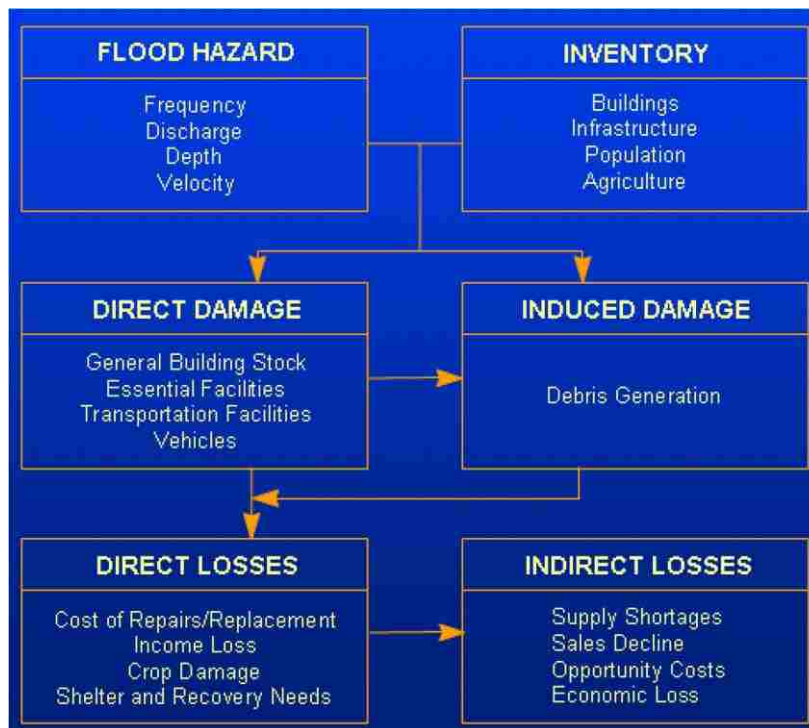 FLOOD HAZARD
Frequency
Discharge
Depth
Velocity
INVENTORY
Buildings
Infrastructure
Population
Agriculture
DIRECT DAMAGE
General Building Stock
Essential Facilities
Transportation Facilities
Vehicles
INDUCED DAMAGE
Debris Generation
DIRECT LOSSES
Cost of Repairs/Replacement
Income Loss
Crop Damage
Shelter and Recovery Needs
INDIRECT LOSSES
Supply Shortages
Sales Decline
Opportunity Costs
Economic Loss